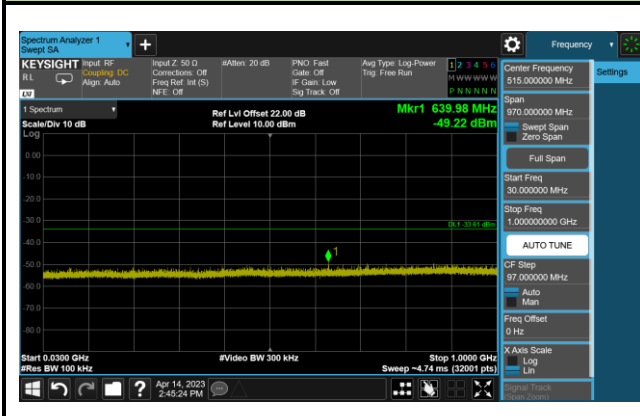 Spectrum Analyzer 1
Swept SA
+
Frequency
KEYSIGHT
RL
LXI
Input: RF
Coupling: DC
Align: Auto
Input Z: 50 Ω
Corrections: Off
Freq Ref: Int (S)
NFE: Off
#Atten: 20 dB
PNO: Fast
Gate: Off
IF Gain: Low
Sig Track: Off
Avg Type: Log-Power
Trig: Free Run
1 2 3 4 5 6
M W W W W W
P N N N N N
1 Spectrum
Scale/Div 10 dB
Log
Ref Lvl Offset 22.00 dB
Ref Level 10.00 dBm
Mkr1 639.98 MHz
-49.22 dBm
0.00
-10.0
-20.0
-30.0
-40.0
-50.0
-60.0
-70.0
-80.0
DL1 -33.61 dBm
1
Start 0.0300 GHz
#Res BW 100 kHz
#Video BW 300 kHz
Stop 1.0000 GHz
Sweep ~4.74 ms (32001 pts)
Apr 14, 2023
2:45:24 PM
?
Center Frequency
515.000000 MHz
Settings
Span
970.000000 MHz
Swept Span
Zero Span
Full Span
Start Freq
30.000000 MHz
Stop Freq
1.000000000 GHz
AUTO TUNE
CF Step
97.000000 MHz
Auto
Man
Freq Offset
0 Hz
X Axis Scale
Log
Lin
Signal Track
(Span Zoom)